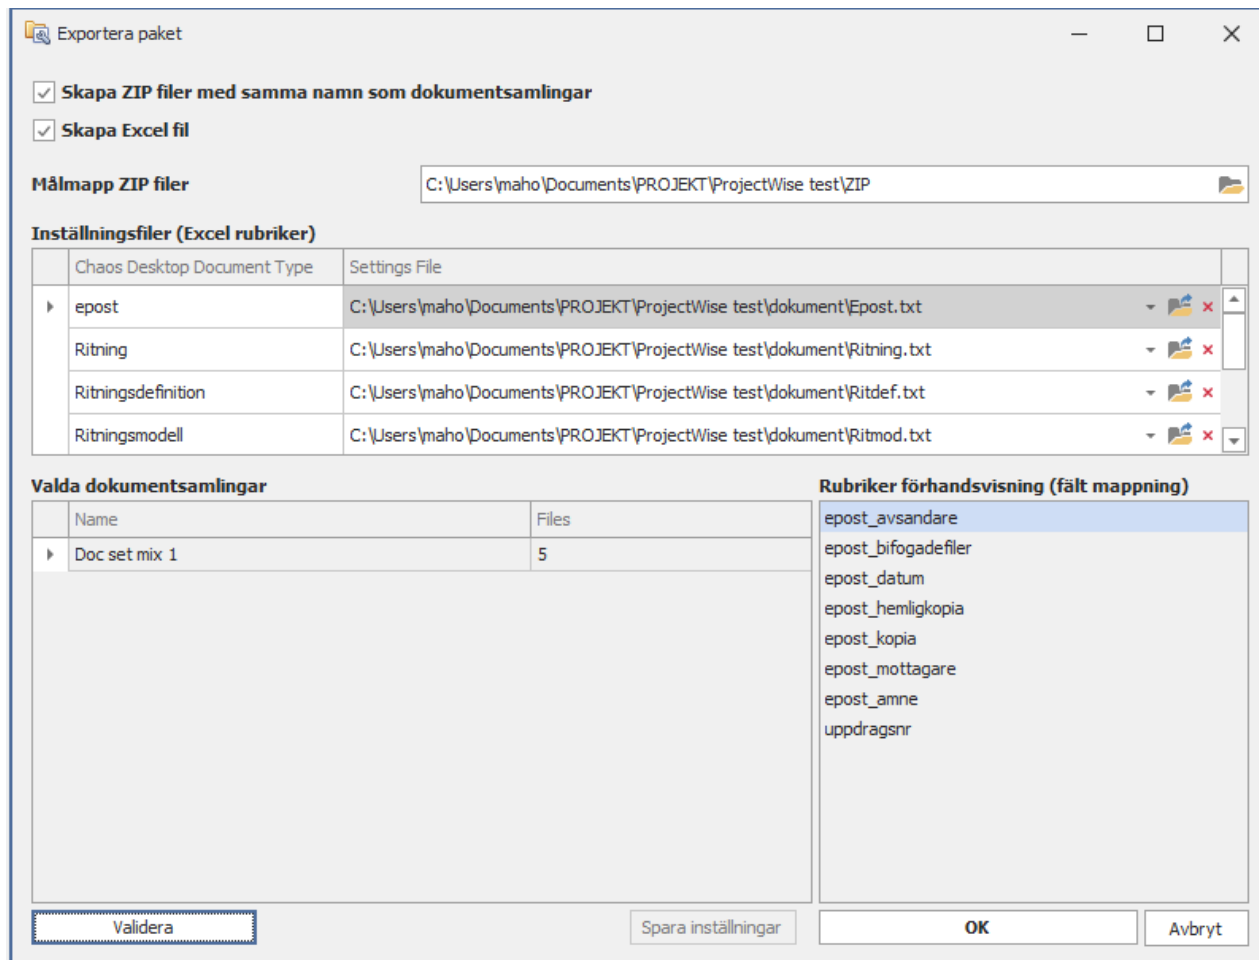 Exportera paket
Skapa ZIP filer med samma namn som dokumentsamlingar
Skapa Excel fil
Målmapp ZIP filer
C:\Users\maho\Documents\PROJEKT\ProjectWise test\ZIP
Inställningsfiler (Excel rubriker)
Chaos Desktop Document Type Settings File
epost C:\Users\maho\Documents\PROJEKT\ProjectWise test\dokument\Epost.txt
Ritning C:\Users\maho\Documents\PROJEKT\ProjectWise test\dokument\Ritning.txt
Ritningsdefinition C:\Users\maho\Documents\PROJEKT\ProjectWise test\dokument\Ritdef.txt
Ritningsmodell C:\Users\maho\Documents\PROJEKT\ProjectWise test\dokument\Ritmod.txt
Valda dokumentsamlingar
Name Files
Doc set mix 1 5
Rubriker förhandsvisning (fält mappning)
epost_avsandare
epost_bifogadefiler
epost_datum
epost_hemligkopia
epost_kopia
epost_mottagare
epost_amne
uppdragsnr
Validera Spara inställningar OK Avbryt